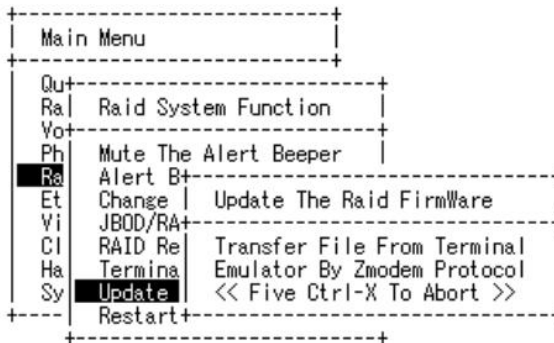 Main Menu
Qu
Ra
Raid System Function
Vo
Ph
Mute The Alert Beeper
Ra
Alert B
Et
Change
Update The Raid FirmWare
Vi
JBOD/RA
Cl
RAID Re
Transfer File From Terminal
Ha
Termina
Emulator By Zmodem Protocol
Sy
Update
<< Five Ctrl-X To Abort >>
Restart